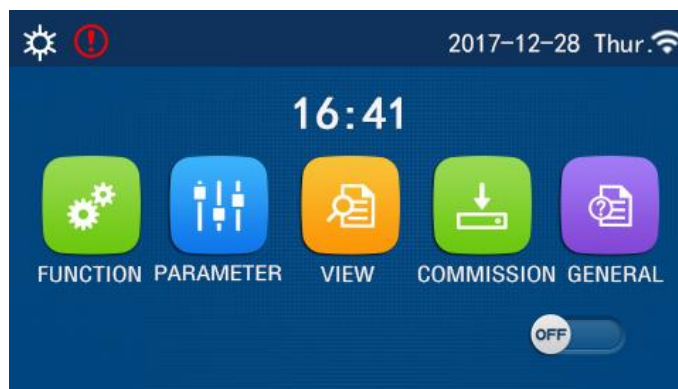 2017-12-28 Thur.
16:41
FUNCTION PARAMETER VIEW COMMISSION GENERAL
OFF